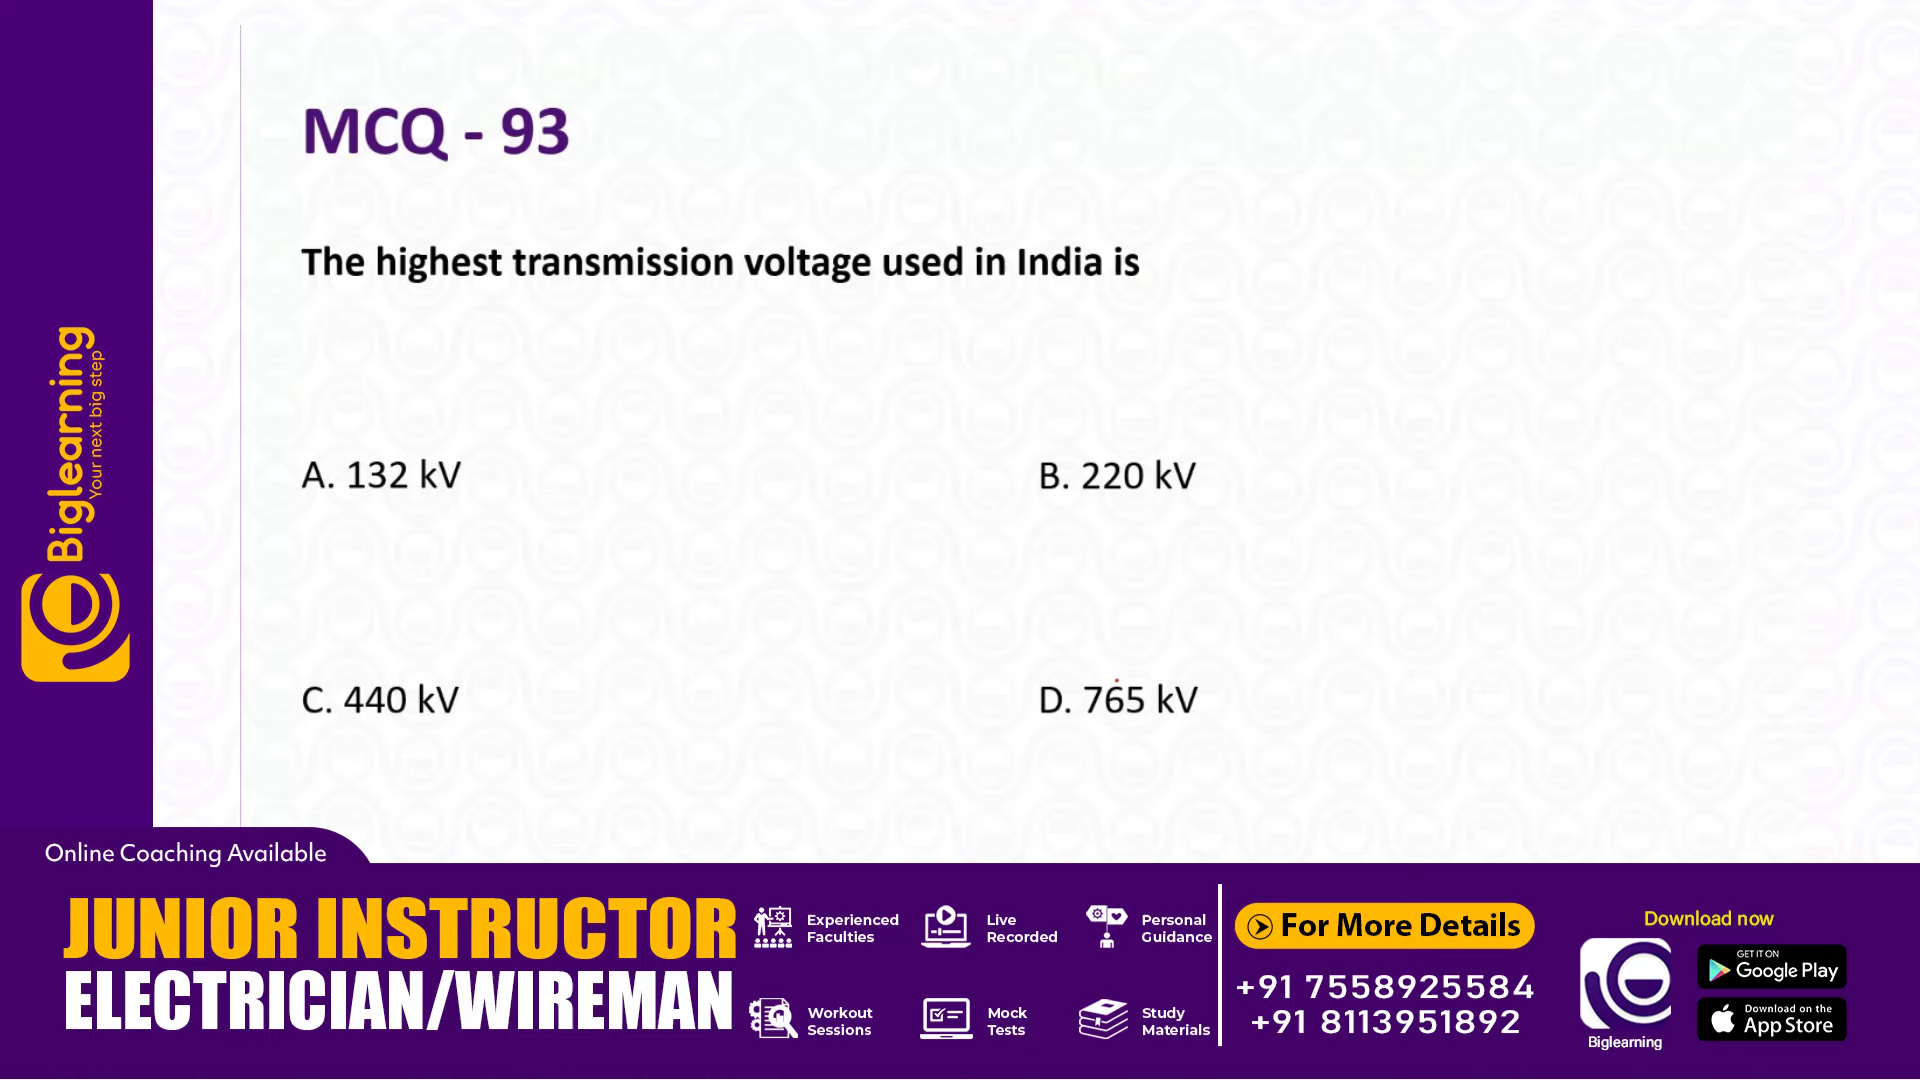 MCQ - 93
The highest transmission voltage used in India is
A. 132 kV
B. 220 kV
C. 440 kV
D. 765 kV
Biglearning
Your next big step
Online Coaching Available
JUNIOR INSTRUCTOR
ELECTRICIAN/WIREMAN
Experienced
Faculties
Live
Recorded
Personal
Guidance
Workout
Sessions
Mock
Tests
Study
Materials
For More Details
+91 7558925584
+91 8113951892
Download now
Biglearning
GET IT ON
Google Play
Download on the
App Store